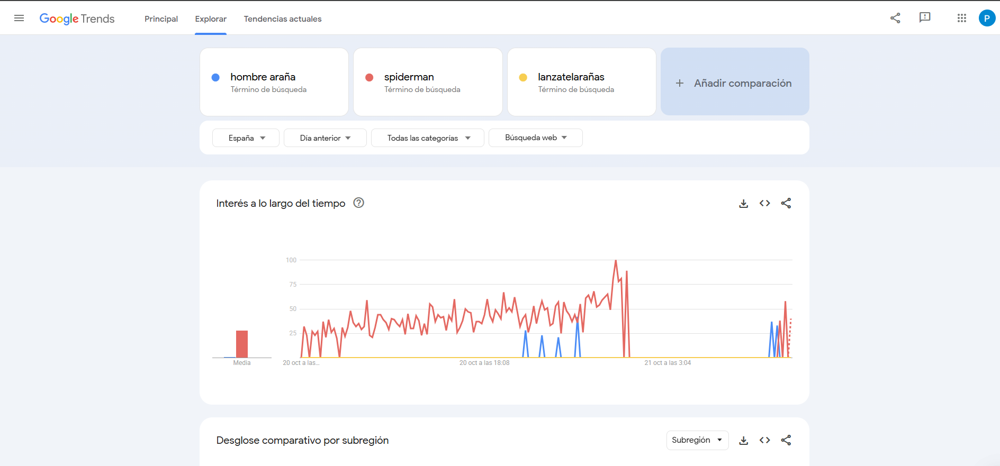 Google Trends
Principal
Explorar
Tendencias actuales
P
hombre araña
Término de búsqueda
spiderman
Término de búsqueda
lanzatelarañas
Término de búsqueda
+ Añadir comparación
España
Día anterior
Todas las categorías
Búsqueda web
Interés a lo largo del tiempo
100
75
50
25
Media
20 oct a las...
20 oct a las 18:08
21 oct a las 3:04
Desglose comparativo por subregión
Subregión